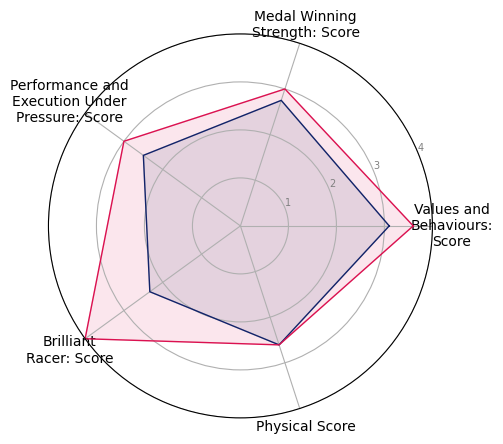 Medal Winning
Strength: Score
Performance and
Execution Under
Pressure: Score
4
3
2
1
Values and
Behaviours:
Score
Brilliant
Racer: Score
Physical Score